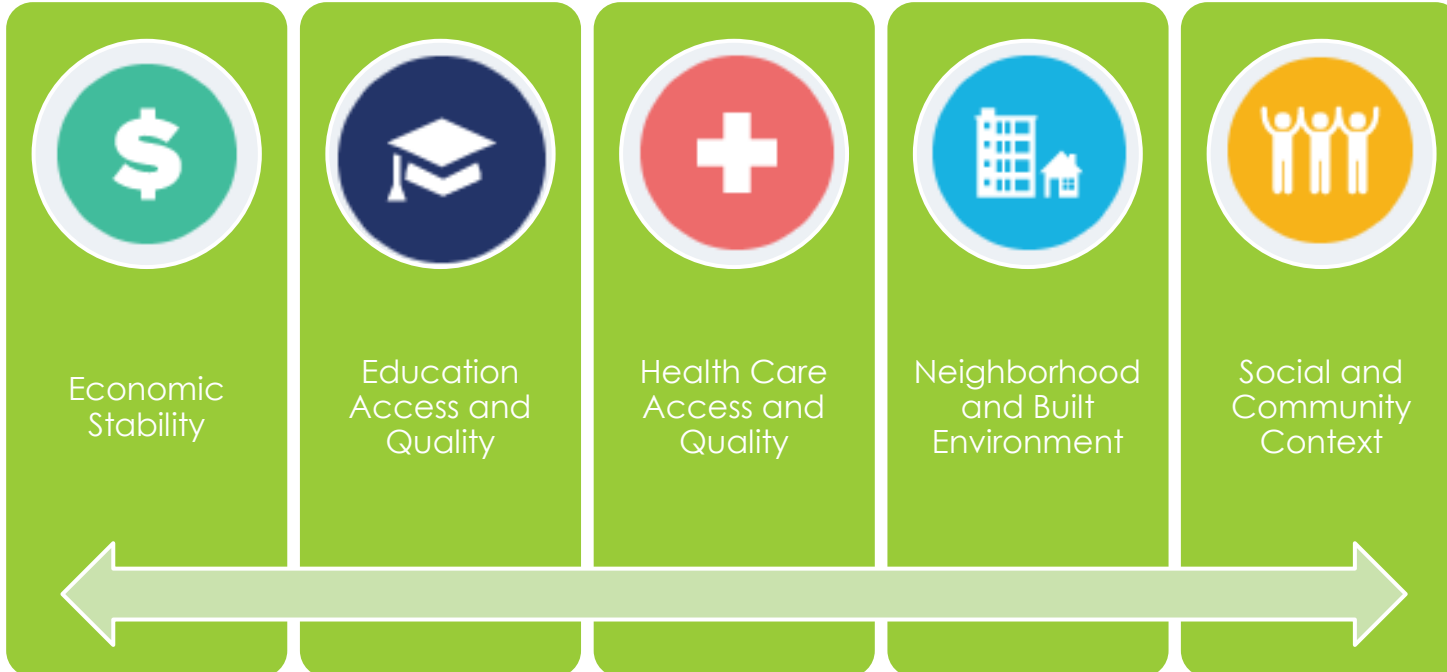 $
Economic
Stability
Education
Access and
Quality
Health Care
Access and
Quality
Neighborhood
and Built
Environment
Social and
Community
Context